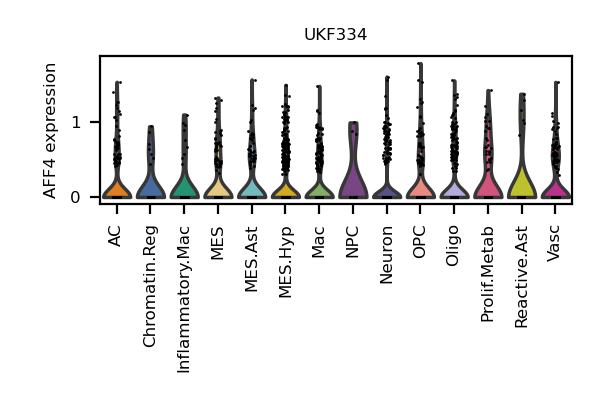 UKF334
AFF4 expression
1
0
AC
Chromatin.Reg
Inflammatory.Mac
MES
MES.Ast
MES.Hyp
Mac
NPC
Neuron
OPC
Oligo
Prolif.Metab
Reactive.Ast
Vasc